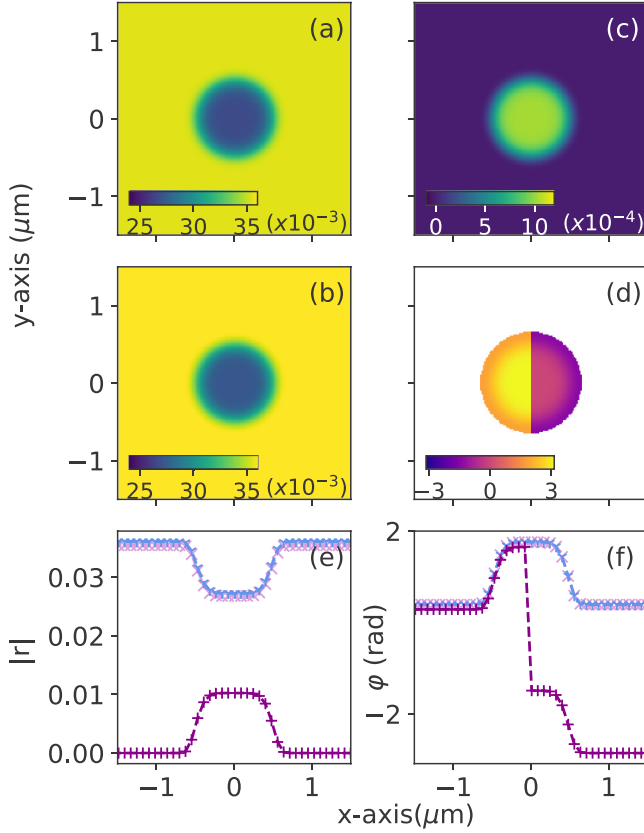 1
0
−1
y-axis (μm)
(a)
25 30 35 (x10⁻³)
(c)
0 5 10 (x10⁻⁴)
1
0
−1
(b)
25 30 35 (x10⁻³)
(d)
−3 0 3
0.03
0.02
0.01
0.00
|r|
(e)
−1 0 1
2
−2
φ (rad)
(f)
−1 0 1
x-axis(μm)